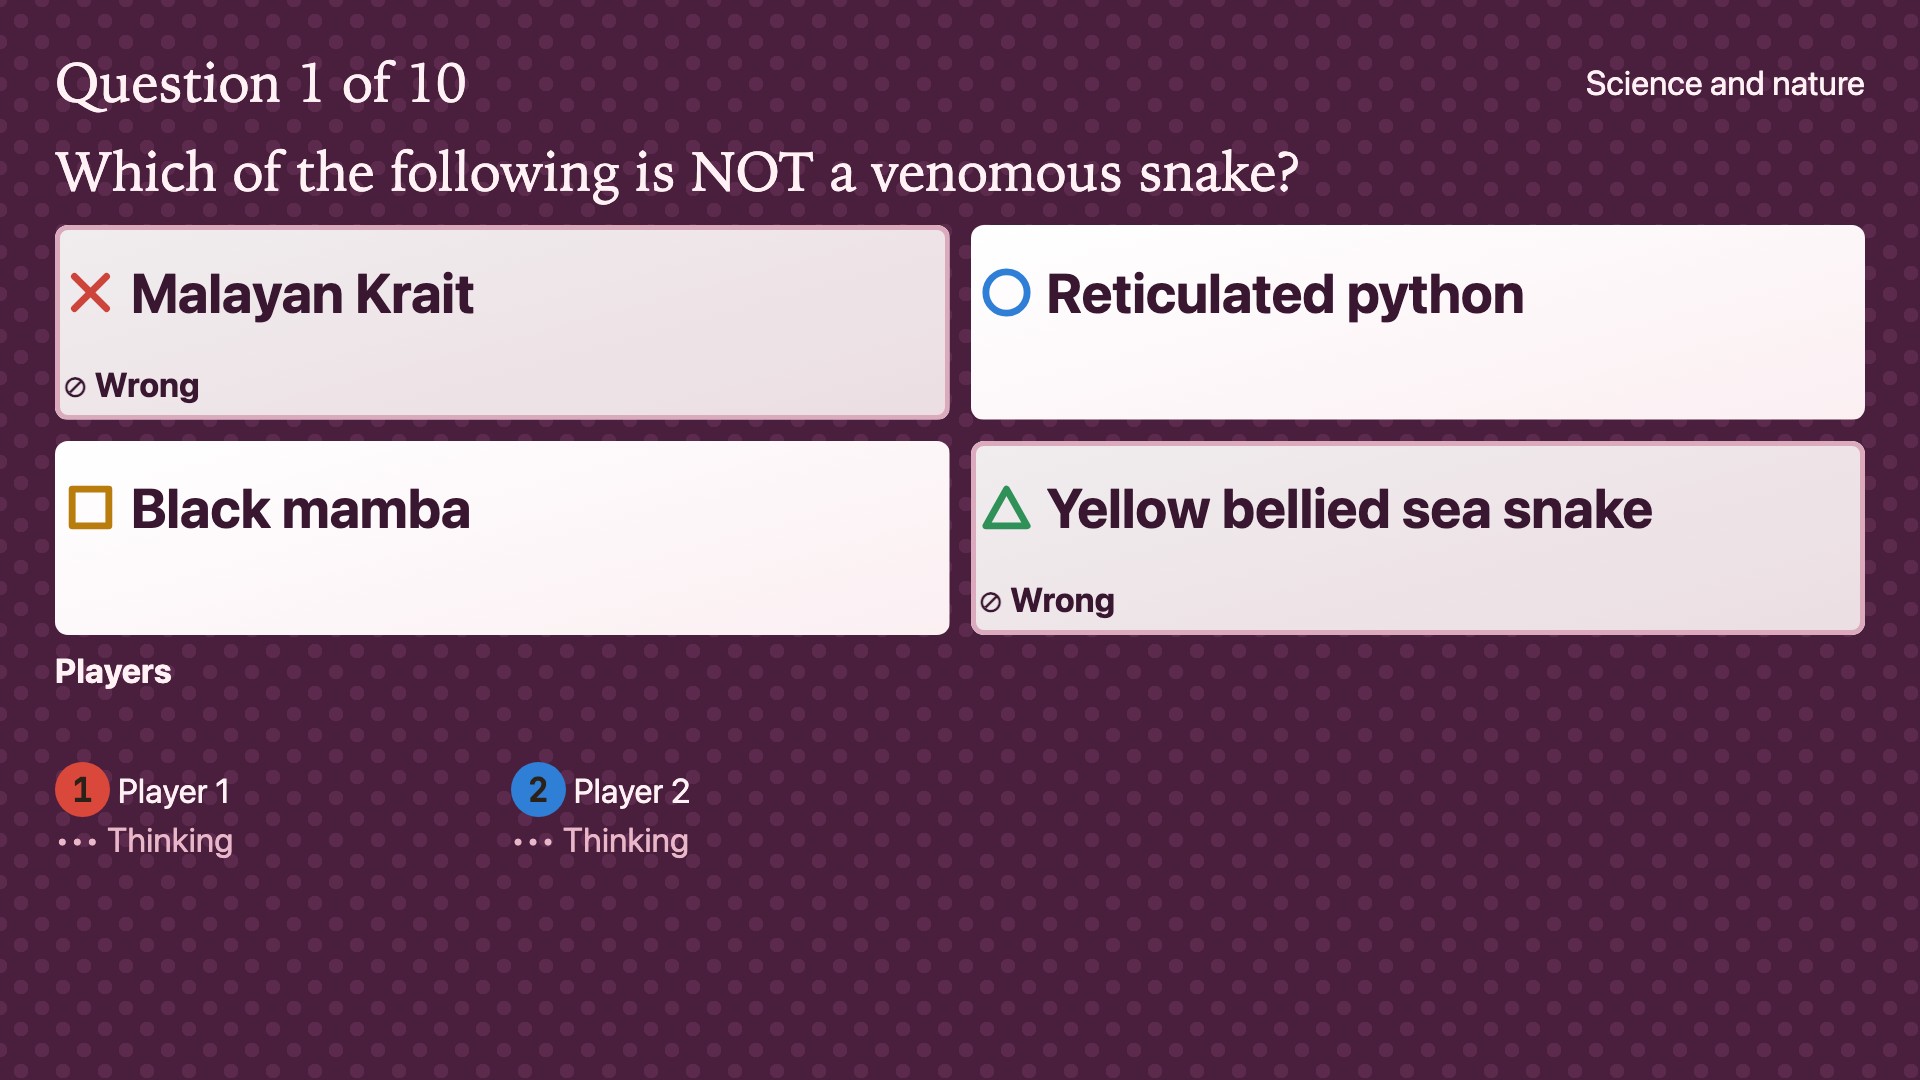 Question 1 of 10
Science and nature
Which of the following is NOT a venomous snake?
Malayan Krait
Wrong
Reticulated python
Black mamba
Yellow bellied sea snake
Wrong
Players
1 Player 1
... Thinking
2 Player 2
... Thinking